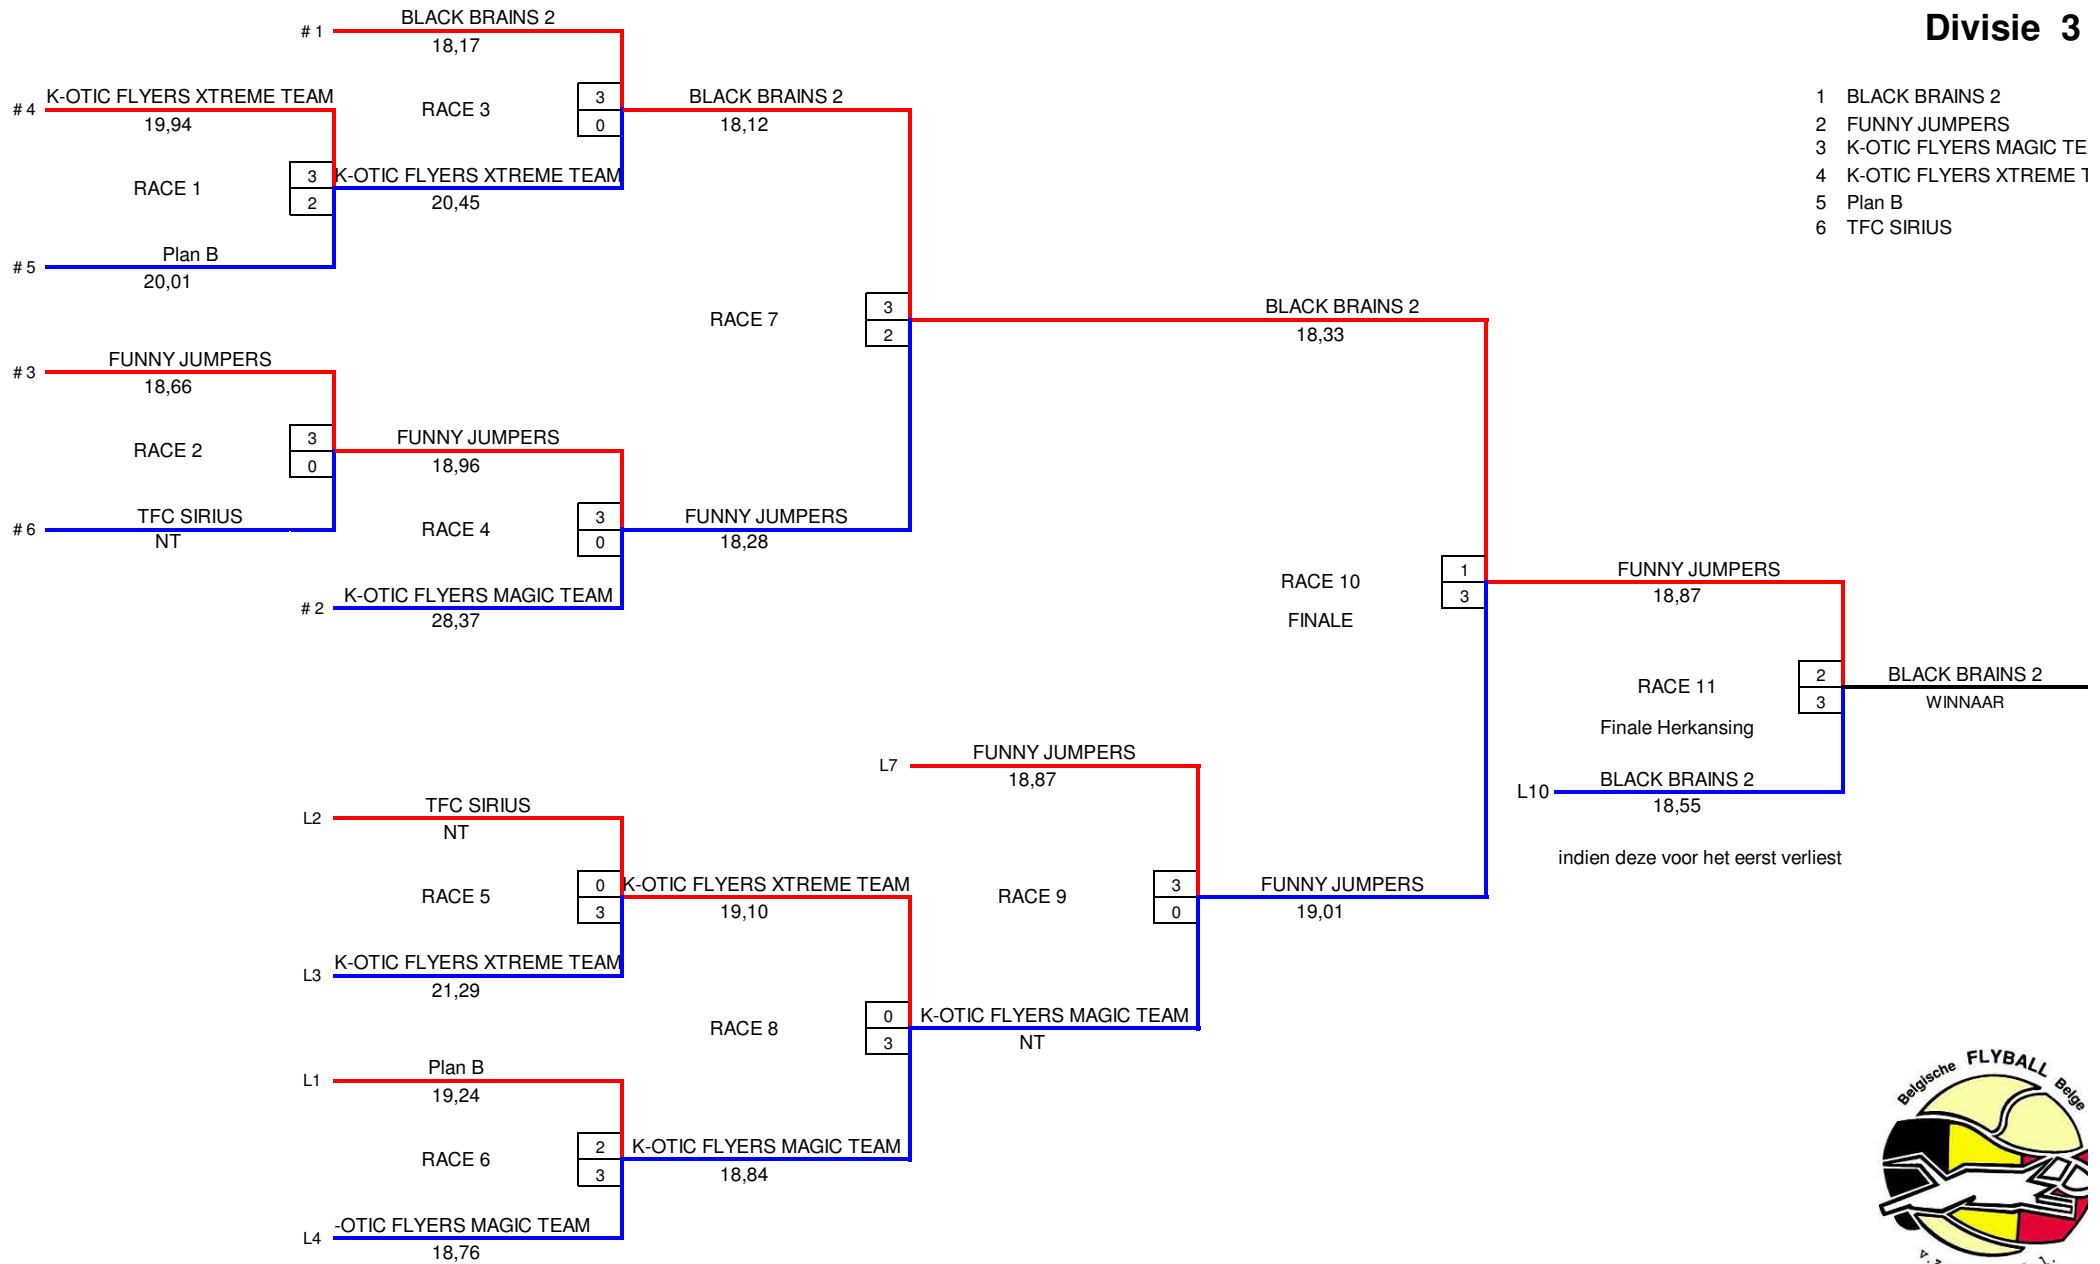 Divisie 3
1 BLACK BRAINS 2
2 FUNNY JUMPERS
3 K-OTIC FLYERS MAGIC TE
4 K-OTIC FLYERS XTREME T
5 Plan B
6 TFC SIRIUS
# 1 BLACK BRAINS 2
18,17
# 4 K-OTIC FLYERS XTREME TEAM
19,94
RACE 3
3
0
BLACK BRAINS 2
18,12
RACE 1
3
2
K-OTIC FLYERS XTREME TEAM
20,45
# 5 Plan B
20,01
RACE 7
3
2
BLACK BRAINS 2
18,33
# 3 FUNNY JUMPERS
18,66
RACE 2
3
0
FUNNY JUMPERS
18,96
# 6 TFC SIRIUS
NT
RACE 4
3
0
FUNNY JUMPERS
18,28
# 2 K-OTIC FLYERS MAGIC TEAM
28,37
RACE 10
FINALE
1
3
FUNNY JUMPERS
18,87
RACE 11
Finale Herkansing
2
3
BLACK BRAINS 2
WINNAAR
L10 BLACK BRAINS 2
18,55
indien deze voor het eerst verliest
L7 FUNNY JUMPERS
18,87
L2 TFC SIRIUS
NT
RACE 5
0
3
K-OTIC FLYERS XTREME TEAM
19,10
RACE 9
3
0
FUNNY JUMPERS
19,01
L3 K-OTIC FLYERS XTREME TEAM
21,29
RACE 8
0
3
K-OTIC FLYERS MAGIC TEAM
NT
L1 Plan B
19,24
RACE 6
2
3
K-OTIC FLYERS MAGIC TEAM
18,84
L4 -OTIC FLYERS MAGIC TEAM
18,76
Belgische FLYBALL Belge